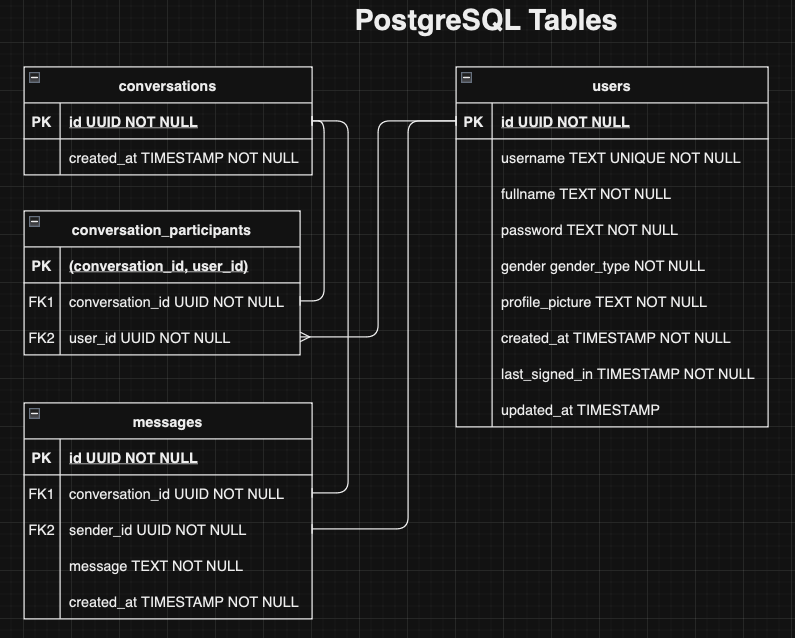 PostgreSQL Tables
conversations
PK id UUID NOT NULL
created_at TIMESTAMP NOT NULL
conversation_participants
PK (conversation_id, user_id)
FK1 conversation_id UUID NOT NULL
FK2 user_id UUID NOT NULL
messages
PK id UUID NOT NULL
FK1 conversation_id UUID NOT NULL
FK2 sender_id UUID NOT NULL
message TEXT NOT NULL
created_at TIMESTAMP NOT NULL
users
PK id UUID NOT NULL
username TEXT UNIQUE NOT NULL
fullname TEXT NOT NULL
password TEXT NOT NULL
gender gender_type NOT NULL
profile_picture TEXT NOT NULL
created_at TIMESTAMP NOT NULL
last_signed_in TIMESTAMP NOT NULL
updated_at TIMESTAMP